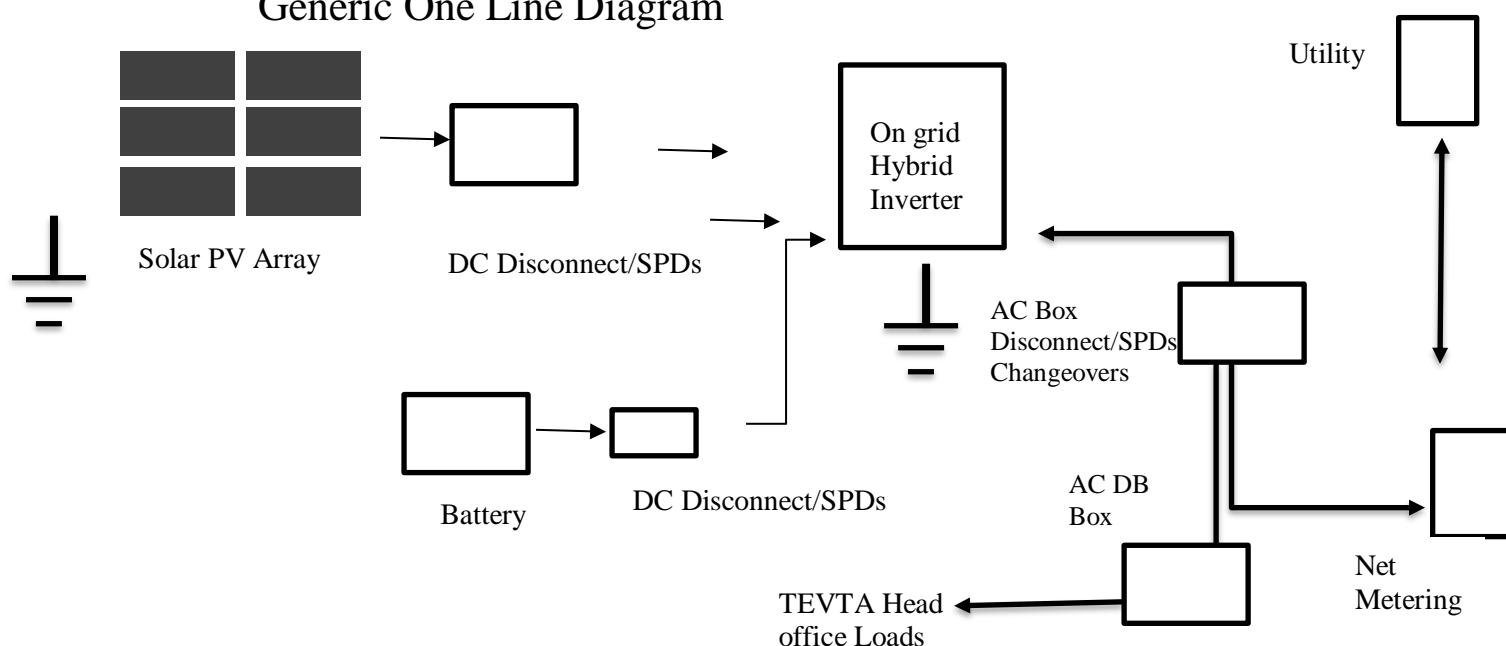 Generic One Line Diagram
Utility
On grid
Hybrid
Inverter
Solar PV Array
DC Disconnect/SPDs
AC Box
Disconnect/SPDs
Changeovers
Battery
DC Disconnect/SPDs
AC DB
Box
Net
Metering
TEVTA Head
office Loads